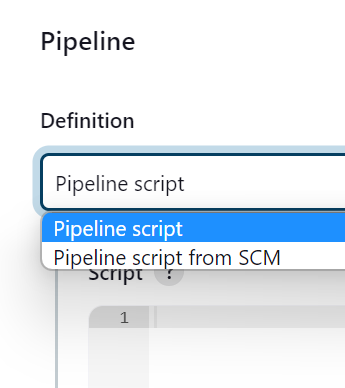 Pipeline
Definition
Pipeline script
Pipeline script
Pipeline script from SCM
Script ?
1